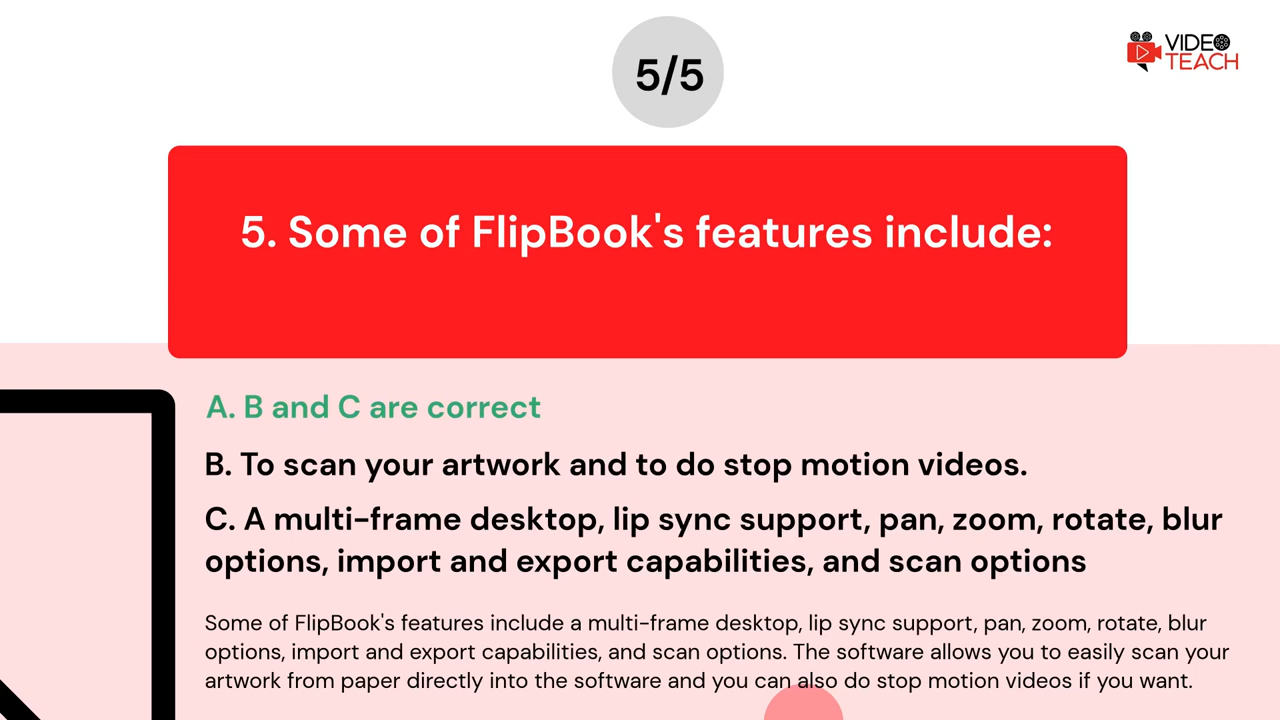 5/5
VIDEO
TEACH
5. Some of FlipBook's features include:
A. B and C are correct
B. To scan your artwork and to do stop motion videos.
C. A multi-frame desktop, lip sync support, pan, zoom, rotate, blur
options, import and export capabilities, and scan options
Some of FlipBook's features include a multi-frame desktop, lip sync support, pan, zoom, rotate, blur
options, import and export capabilities, and scan options. The software allows you to easily scan your
artwork from paper directly into the software and you can also do stop motion videos if you want.